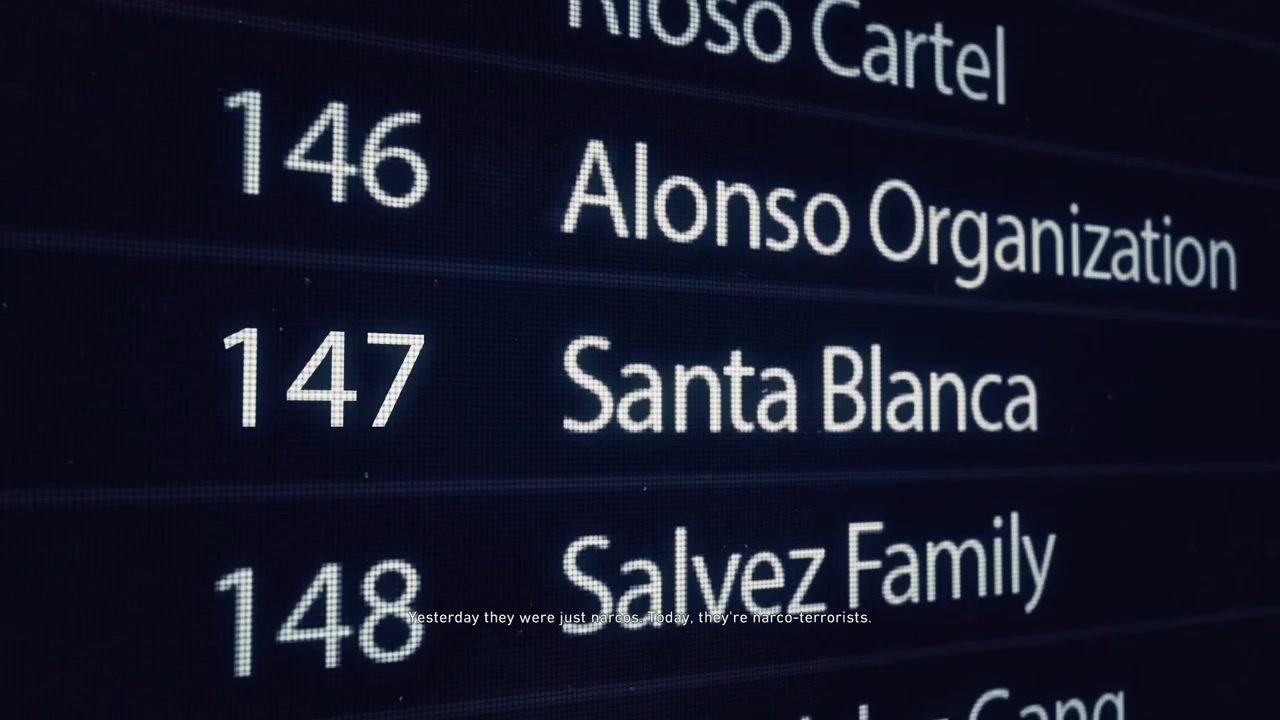 Rioso Cartel
146 Alonso Organization
147 Santa Blanca
148 Salvez Family
Yesterday they were just narcos. Today, they're narco-terrorists.
Gang